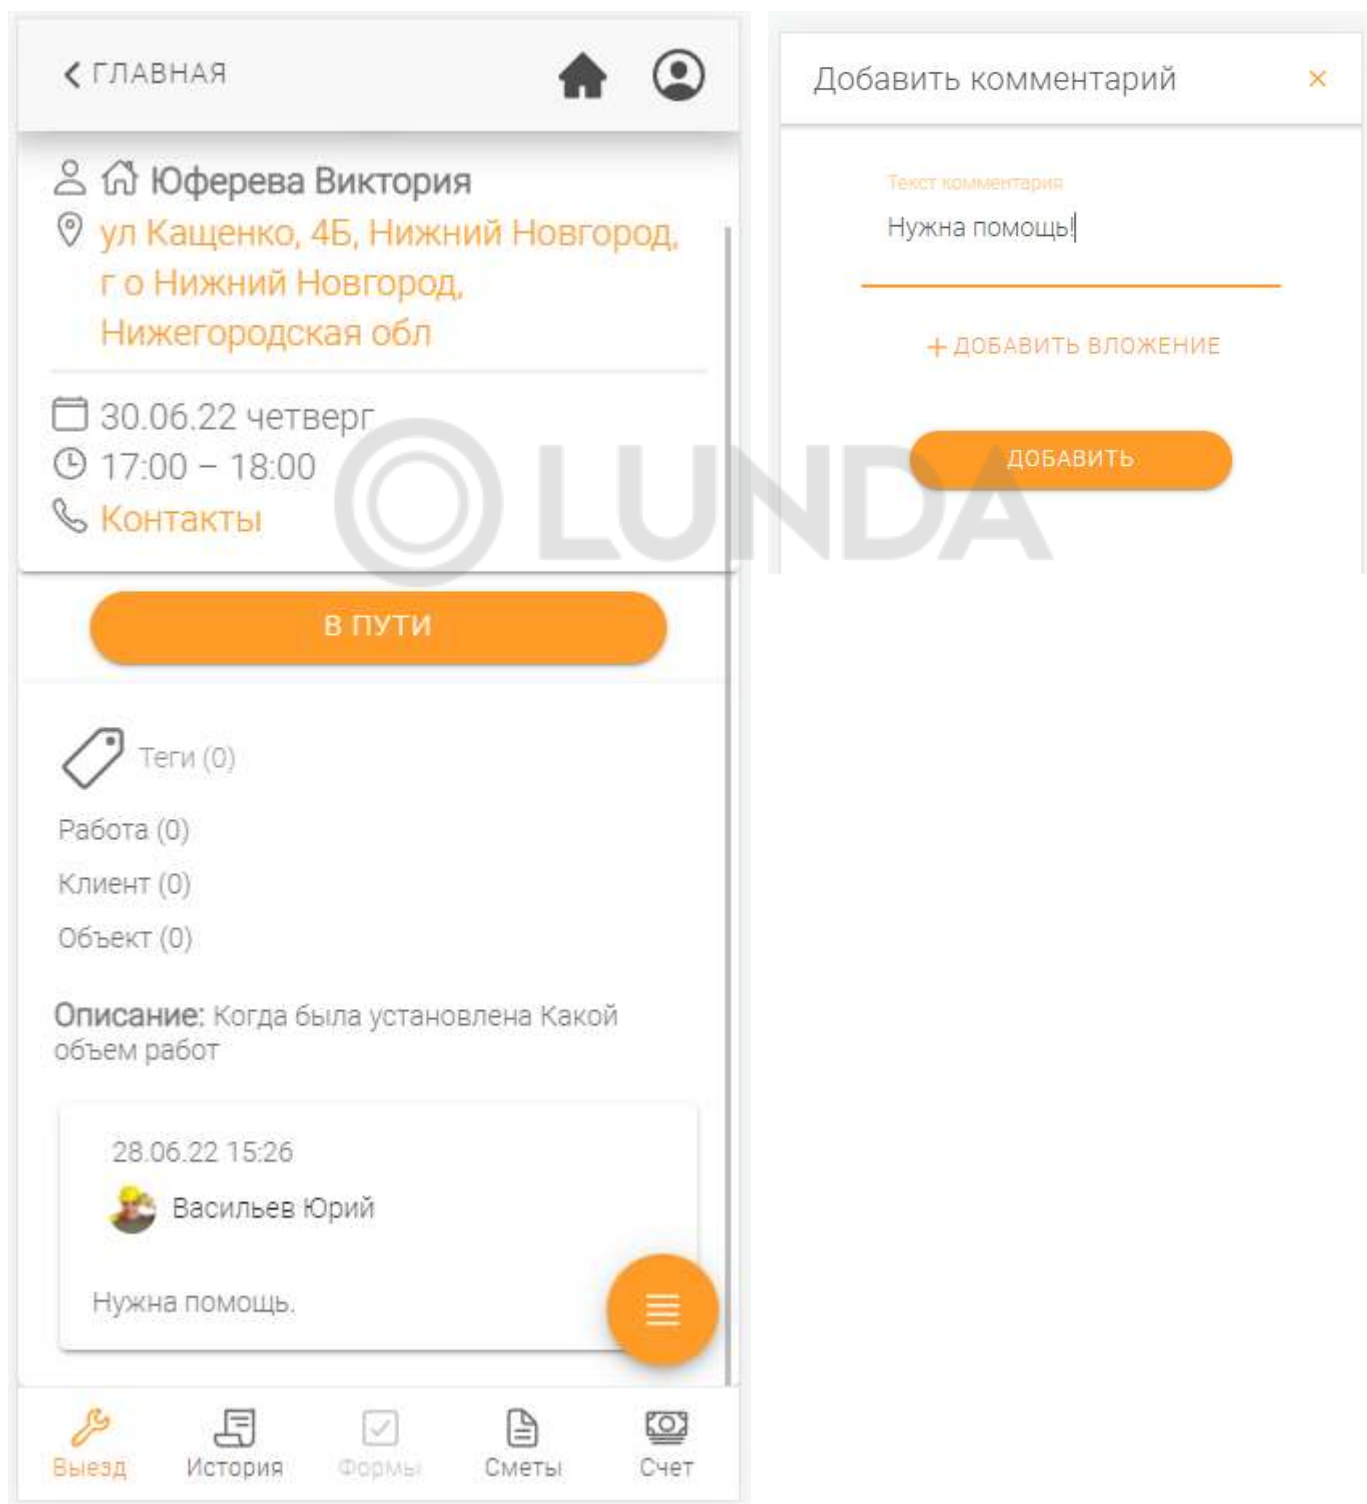 ГЛАВНАЯ
Юферева Виктория
ул Кащенко, 4Б, Нижний Новгород,
г о Нижний Новгород,
Нижегородская обл
30.06.22 четверг
17:00 – 18:00
Контакты
В ПУТИ
Теги (0)
Работа (0)
Клиент (0)
Объект (0)
Описание: Когда была установлена Какой
объем работ
28.06.22 15:26
Васильев Юрий
Нужна помощь.
Выезд
История
Формы
Сметы
Счет
Добавить комментарий
Текст комментария
Нужна помощь!
+ ДОБАВИТЬ ВЛОЖЕНИЕ
ДОБАВИТЬ
LUNDA